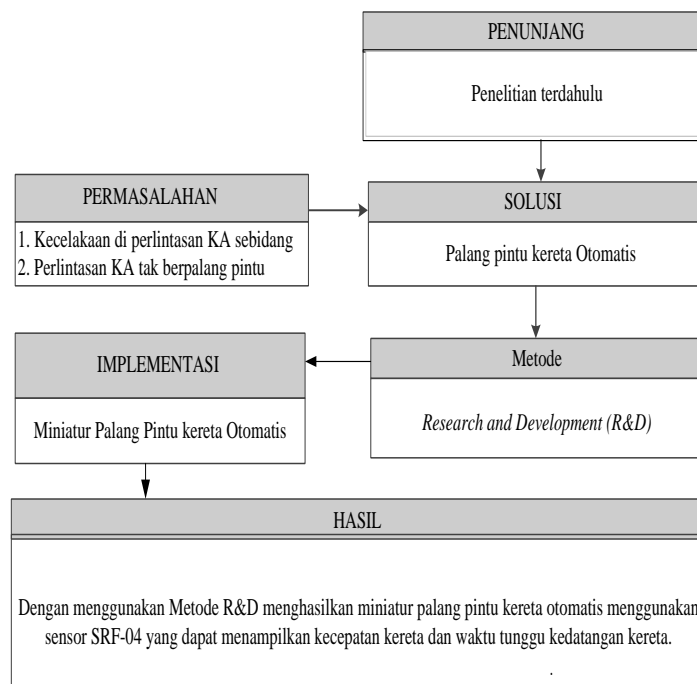 PENUNJANG
Penelitian terdahulu
PERMASALAHAN
1. Kecelakaan di perlintasan KA sebidang
2. Perlintasan KA tak berpalang pintu
SOLUSI
Palang pintu kereta Otomatis
Metode
Research and Development (R&D)
IMPLEMENTASI
Miniatur Palang Pintu kereta Otomatis
HASIL
Dengan menggunakan Metode R&D menghasilkan miniatur palang pintu kereta otomatis menggunakan
sensor SRF-04 yang dapat menampilkan kecepatan kereta dan waktu tunggu kedatangan kereta.
.